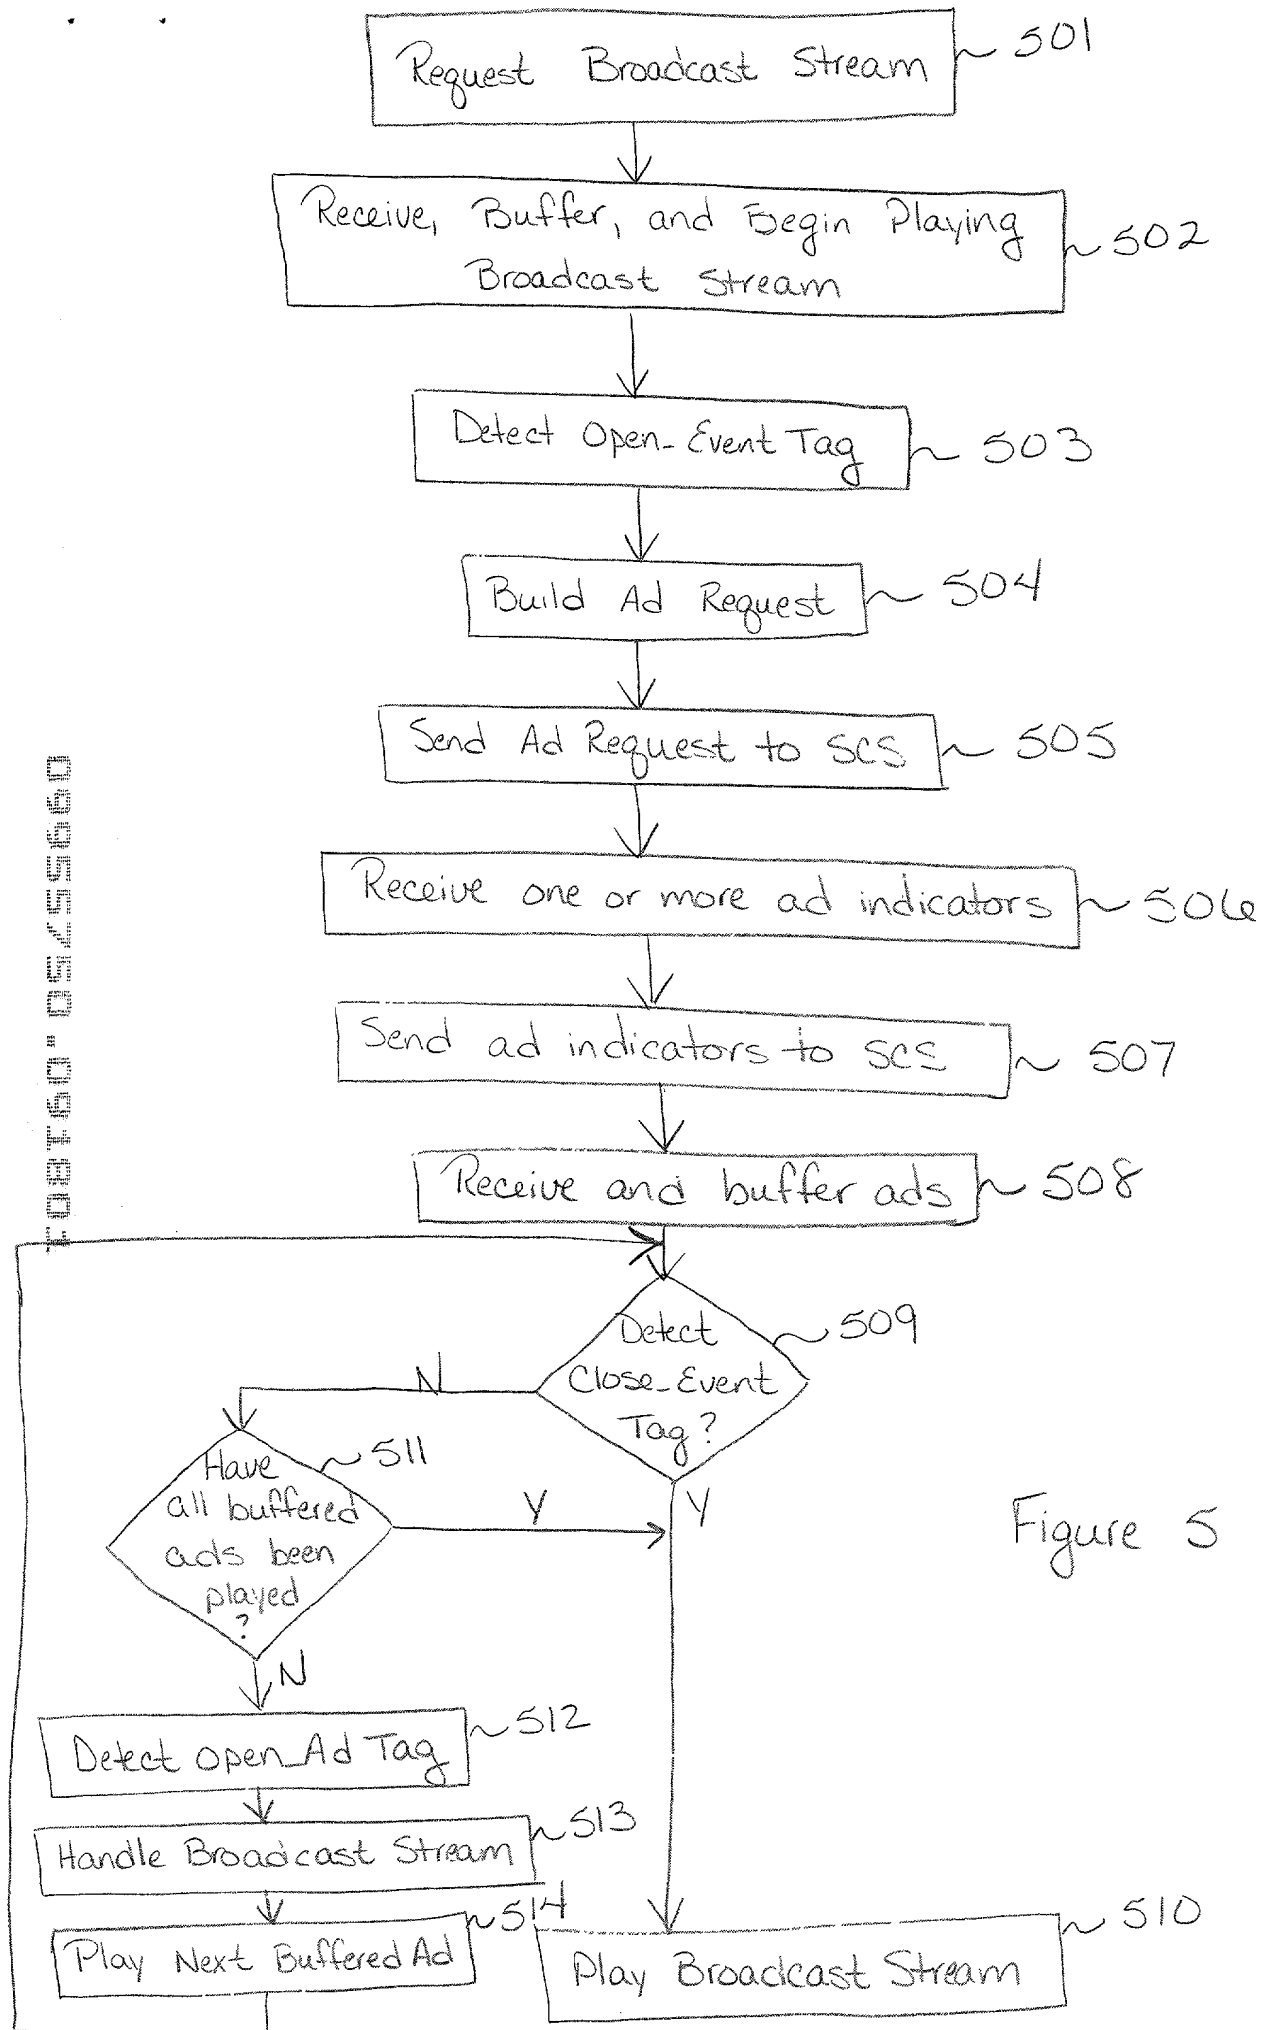 Request Broadcast Stream
501
Receive, Buffer, and Begin Playing
Broadcast Stream
502
Detect Open_Event Tag
503
Build Ad Request
504
Send Ad Request to SCS
505
Receive one or more ad indicators
506
Send ad indicators to SCS
507
Receive and buffer ads
508
Detect
Close_Event
Tag?
509
N
Y
Have
all buffered
ads been
played
?
511
Y
N
Figure 5
Detect Open_Ad Tag
512
Handle Broadcast Stream
513
Play Next Buffered Ad
514
Play Broadcast Stream
510
09955750.091801